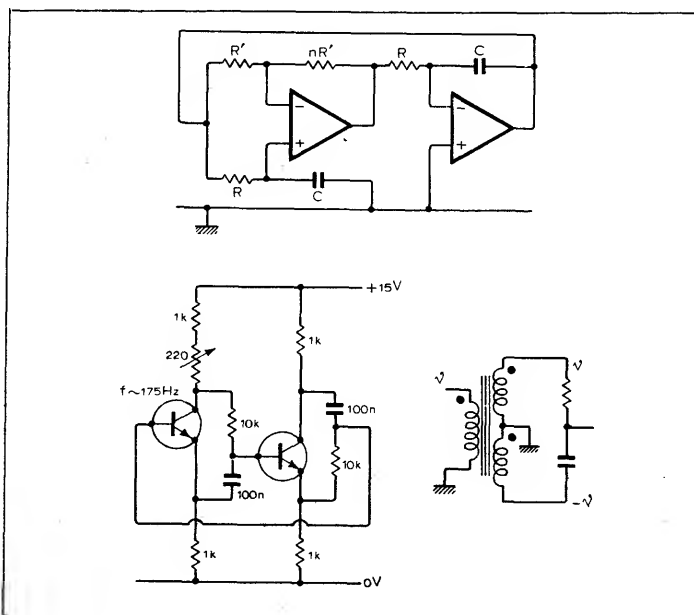 R' nR' R C
−
+
−
+
R C
+15V
1k 1k
220
f~175Hz 100n
10k
10k
100n
1k 1k
0V
v v
-v